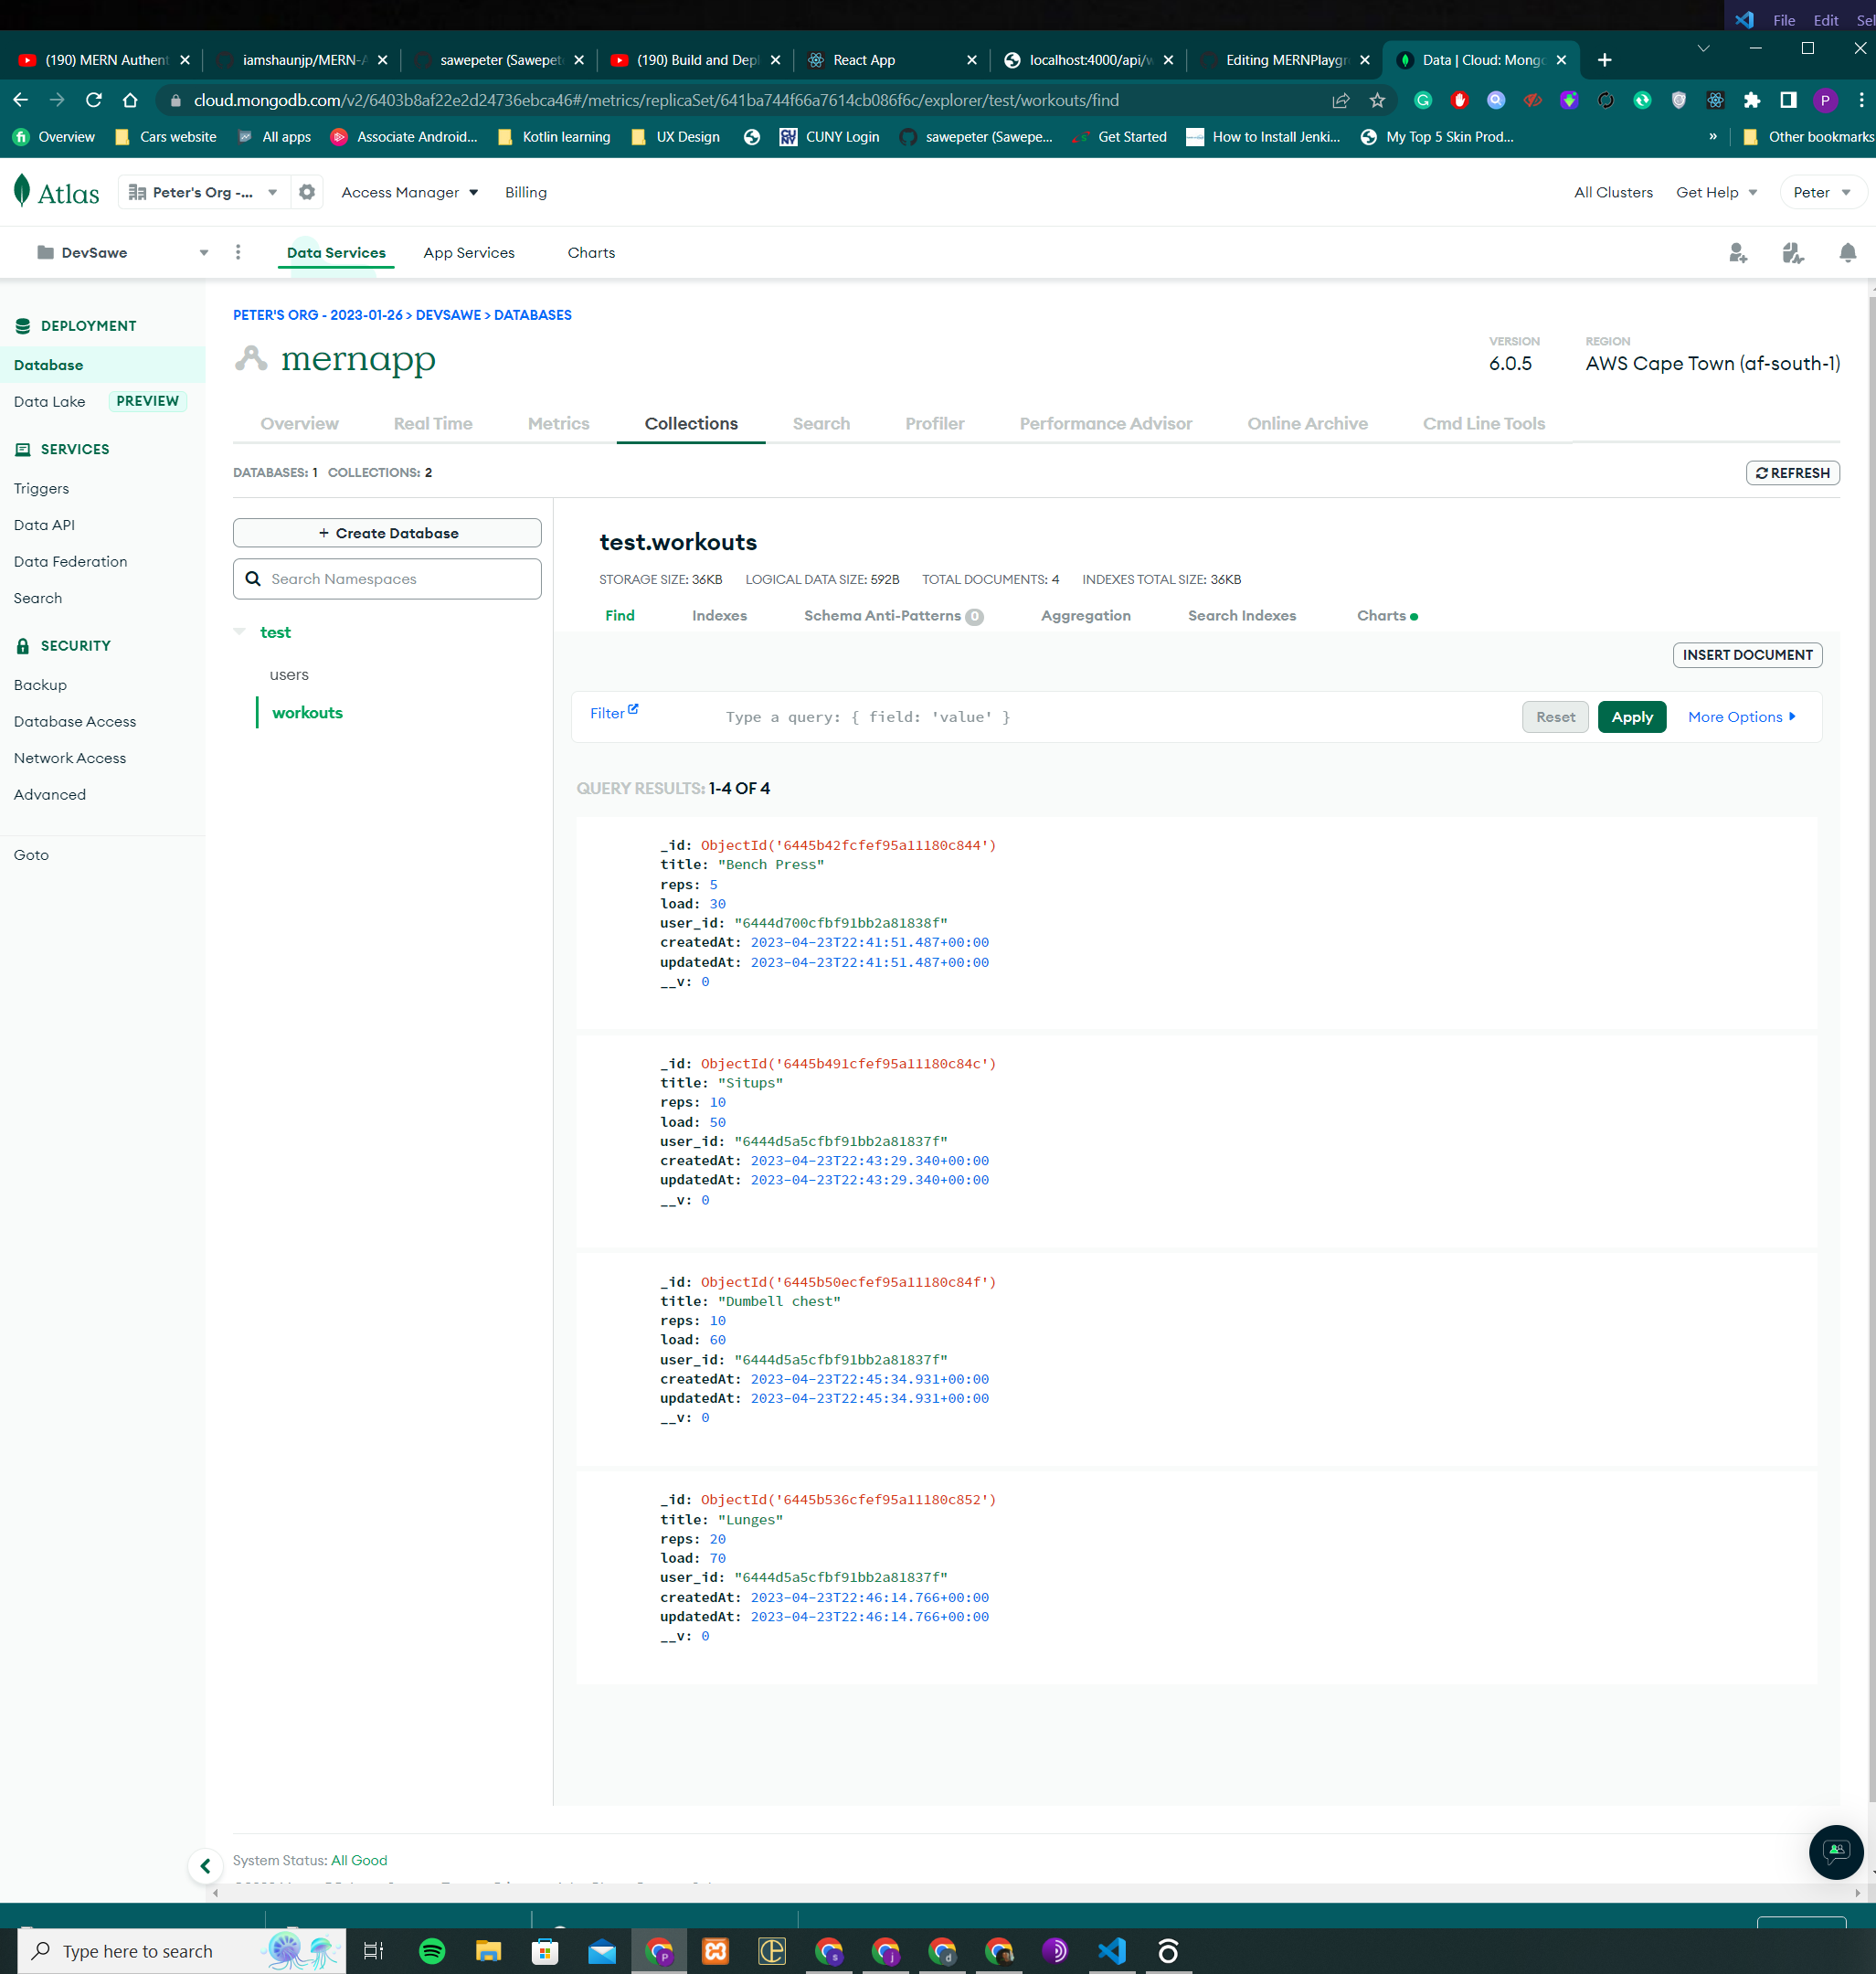 File Edit Sel
(190) MERN Authent
iamshaunjp/MERN-A
sawepeter (Sawepete
(190) Build and Depl
React App
localhost:4000/api/w
Editing MERNPlaygr
Data | Cloud: Mongo
cloud.mongodb.com/v2/6403b8af22e2d24736ebca46#/metrics/replicaSet/641ba744f66a7614cb086f6c/explorer/test/workouts/find
Overview
Cars website
All apps
Associate Android...
Kotlin learning
UX Design
CUNY Login
sawepeter (Sawepe...
Get Started
How to Install Jenki...
My Top 5 Skin Prod...
»
Other bookmarks
Atlas
Peter's Org -...
Access Manager
Billing
All Clusters
Get Help
Peter
DevSawe
Data Services
App Services
Charts
DEPLOYMENT
Database
Data Lake PREVIEW
SERVICES
Triggers
Data API
Data Federation
Search
SECURITY
Backup
Database Access
Network Access
Advanced
Goto
PETER'S ORG - 2023-01-26 > DEVSAWE > DATABASES
mernapp
VERSION
6.0.5
REGION
AWS Cape Town (af-south-1)
Overview
Real Time
Metrics
Collections
Search
Profiler
Performance Advisor
Online Archive
Cmd Line Tools
DATABASES: 1 COLLECTIONS: 2
REFRESH
+ Create Database
Search Namespaces
test
users
workouts
test.workouts
STORAGE SIZE: 36KB LOGICAL DATA SIZE: 592B TOTAL DOCUMENTS: 4 INDEXES TOTAL SIZE: 36KB
Find
Indexes
Schema Anti-Patterns 0
Aggregation
Search Indexes
Charts
INSERT DOCUMENT
Filter
Type a query: { field: 'value' }
Reset
Apply
More Options
QUERY RESULTS: 1-4 OF 4
_id: ObjectId('6445b42fcfef95a11180c844')
title: "Bench Press"
reps: 5
load: 30
user_id: "6444d700cfbf91bb2a81838f"
createdAt: 2023-04-23T22:41:51.487+00:00
updatedAt: 2023-04-23T22:41:51.487+00:00
__v: 0
_id: ObjectId('6445b491cfef95a11180c84c')
title: "Situps"
reps: 10
load: 50
user_id: "6444d5a5cfbf91bb2a81837f"
createdAt: 2023-04-23T22:43:29.340+00:00
updatedAt: 2023-04-23T22:43:29.340+00:00
__v: 0
_id: ObjectId('6445b50ecfef95a11180c84f')
title: "Dumbell chest"
reps: 10
load: 60
user_id: "6444d5a5cfbf91bb2a81837f"
createdAt: 2023-04-23T22:45:34.931+00:00
updatedAt: 2023-04-23T22:45:34.931+00:00
__v: 0
_id: ObjectId('6445b536cfef95a11180c852')
title: "Lunges"
reps: 20
load: 70
user_id: "6444d5a5cfbf91bb2a81837f"
createdAt: 2023-04-23T22:46:14.766+00:00
updatedAt: 2023-04-23T22:46:14.766+00:00
__v: 0
System Status: All Good
Type here to search